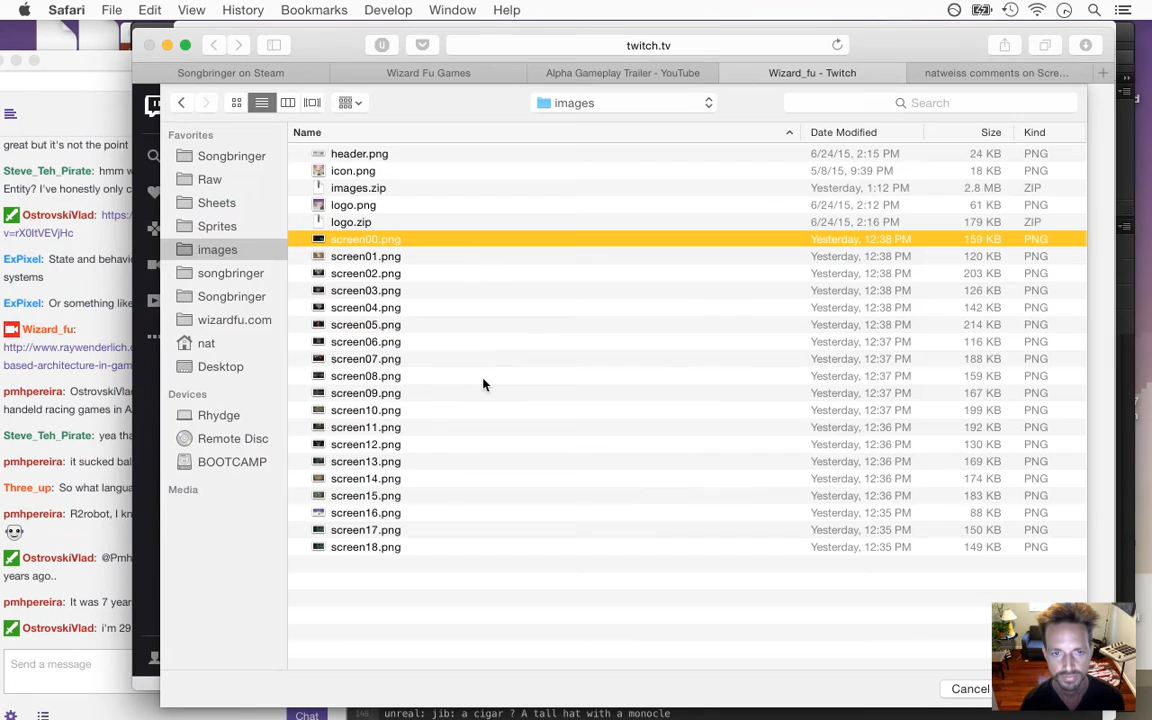 Safari File Edit View History Bookmarks Develop Window Help
twitch.tv
Songbringer on Steam
Wizard Fu Games
Alpha Gameplay Trailer - YouTube
Wizard_fu - Twitch
natweiss comments on Scre...
images
Search
great but it's not the point
Steve_Teh_Pirate: hmm w
Entity? I've honestly only c
OstrovskiVlad: https:/
v=rX0ItVEVjHc
ExPixel: State and behavio
systems
ExPixel: Or something like
Wizard_fu:
http://www.raywenderlich.c
based-architecture-in-gam
pmhpereira: OstrovskiVlad
handeld racing games in A
Steve_Teh_Pirate: yea tha
pmhpereira: it sucked bal
Three_up: So what langua
pmhpereira: R2robot, I kn
OstrovskiVlad: @Pmh
years ago..
pmhpereira: It was 7 year
OstrovskiVlad: i'm 29
Send a message
Chat
Favorites
Songbringer
Raw
Sheets
Sprites
images
songbringer
Songbringer
wizardfu.com
nat
Desktop
Devices
Rhydge
Remote Disc
BOOTCAMP
Media
Name Date Modified Size Kind
header.png 6/24/15, 2:15 PM 24 KB PNG
icon.png 5/8/15, 9:39 PM 18 KB PNG
images.zip Yesterday, 1:12 PM 2.8 MB ZIP
logo.png 6/24/15, 2:12 PM 61 KB PNG
logo.zip 6/24/15, 2:16 PM 179 KB ZIP
screen00.png Yesterday, 12:38 PM 159 KB PNG
screen01.png Yesterday, 12:38 PM 120 KB PNG
screen02.png Yesterday, 12:38 PM 203 KB PNG
screen03.png Yesterday, 12:38 PM 126 KB PNG
screen04.png Yesterday, 12:38 PM 142 KB PNG
screen05.png Yesterday, 12:38 PM 214 KB PNG
screen06.png Yesterday, 12:37 PM 116 KB PNG
screen07.png Yesterday, 12:37 PM 188 KB PNG
screen08.png Yesterday, 12:37 PM 159 KB PNG
screen09.png Yesterday, 12:37 PM 167 KB PNG
screen10.png Yesterday, 12:37 PM 199 KB PNG
screen11.png Yesterday, 12:36 PM 192 KB PNG
screen12.png Yesterday, 12:36 PM 130 KB PNG
screen13.png Yesterday, 12:36 PM 169 KB PNG
screen14.png Yesterday, 12:36 PM 174 KB PNG
screen15.png Yesterday, 12:36 PM 183 KB PNG
screen16.png Yesterday, 12:35 PM 88 KB PNG
screen17.png Yesterday, 12:35 PM 150 KB PNG
screen18.png Yesterday, 12:35 PM 149 KB PNG
Cancel
unreal: jib: a cigar ? A tall hat with a monocle